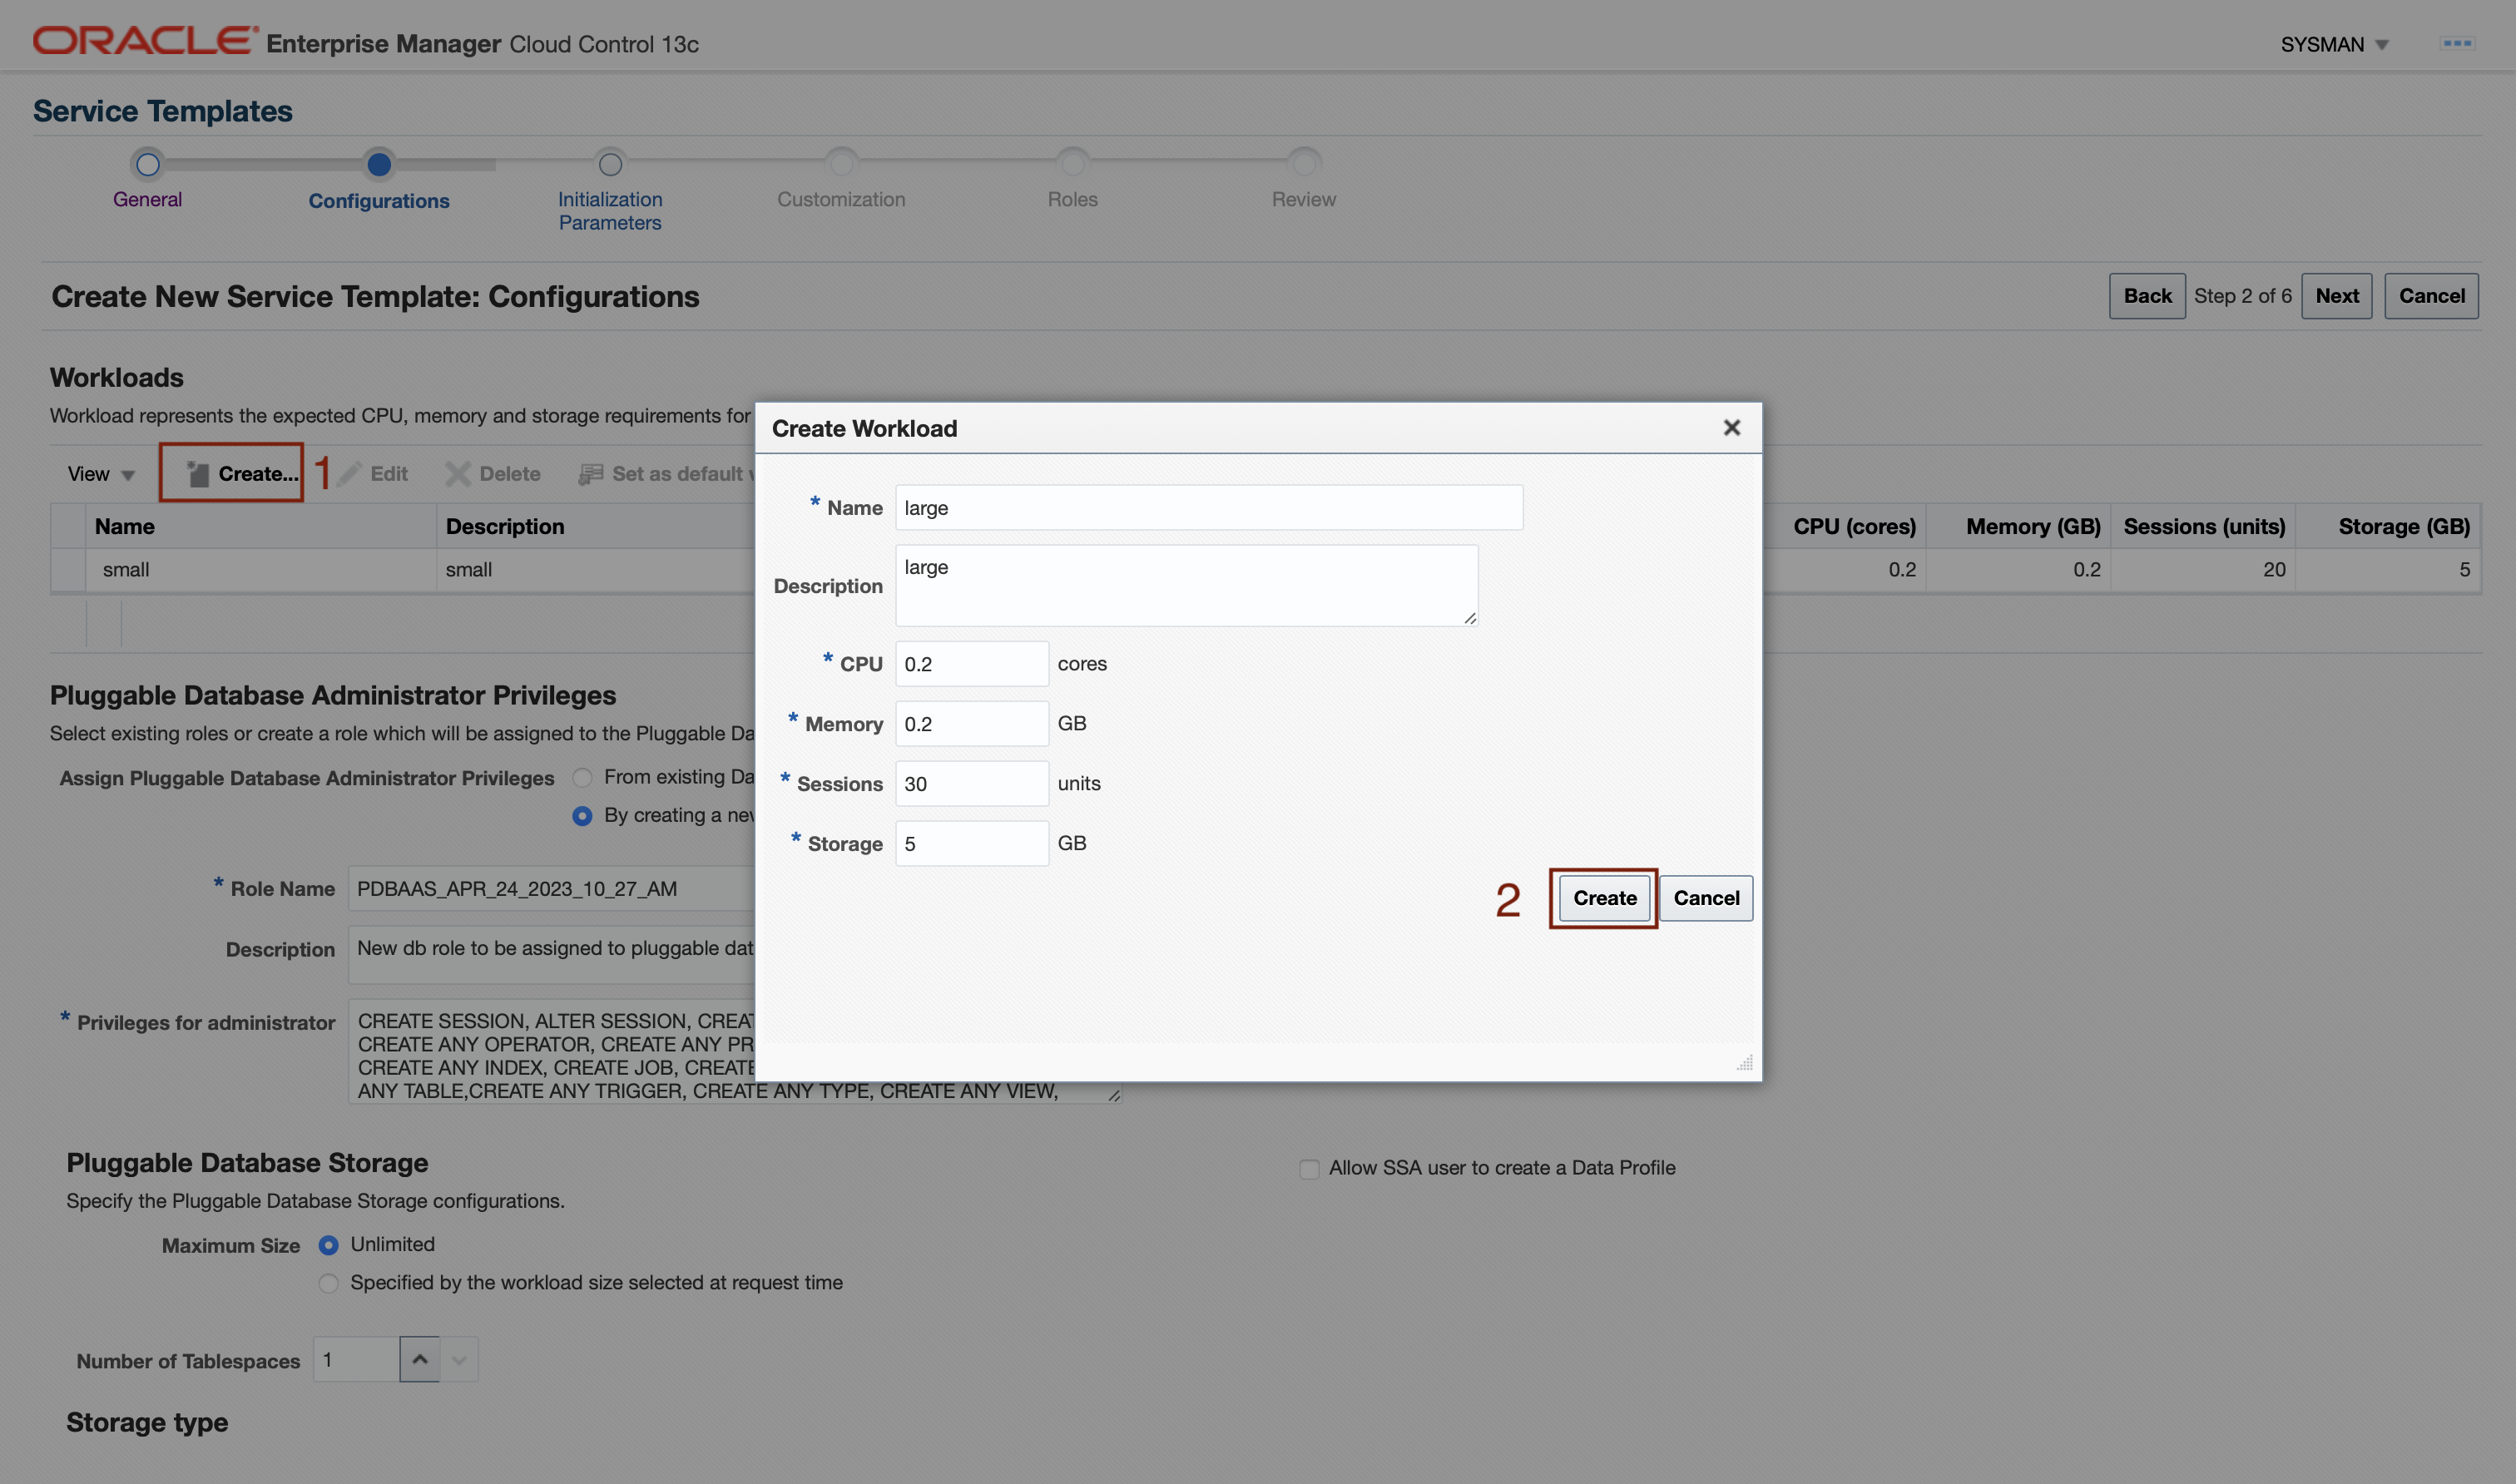 ORACLE Enterprise Manager Cloud Control 13c
SYSMAN
Service Templates
General
Configurations
Initialization
Parameters
Customization
Roles
Review
Create New Service Template: Configurations
Back Step 2 of 6 Next Cancel
Workloads
Workload represents the expected CPU, memory and storage requirements for
View Create... 1 Edit Delete Set as default
Name Description CPU (cores) Memory (GB) Sessions (units) Storage (GB)
small small 0.2 0.2 20 5
Create Workload
* Name large
Description large
* CPU 0.2 cores
* Memory 0.2 GB
* Sessions 30 units
* Storage 5 GB
2 Create Cancel
Pluggable Database Administrator Privileges
Select existing roles or create a role which will be assigned to the Pluggable Da
Assign Pluggable Database Administrator Privileges From existing Da
By creating a new
* Role Name PDBAAS_APR_24_2023_10_27_AM
Description New db role to be assigned to pluggable dat
* Privileges for administrator CREATE SESSION, ALTER SESSION, CREAT
CREATE ANY OPERATOR, CREATE ANY PR
CREATE ANY INDEX, CREATE JOB, CREATE
ANY TABLE,CREATE ANY TRIGGER, CREATE ANY TYPE, CREATE ANY VIEW,
Pluggable Database Storage
Allow SSA user to create a Data Profile
Specify the Pluggable Database Storage configurations.
Maximum Size Unlimited
Specified by the workload size selected at request time
Number of Tablespaces 1
Storage type